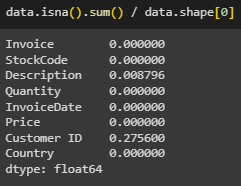 data.isna().sum() / data.shape[0]
Invoice 0.000000
StockCode 0.000000
Description 0.008796
Quantity 0.000000
InvoiceDate 0.000000
Price 0.000000
Customer ID 0.275600
Country 0.000000
dtype: float64